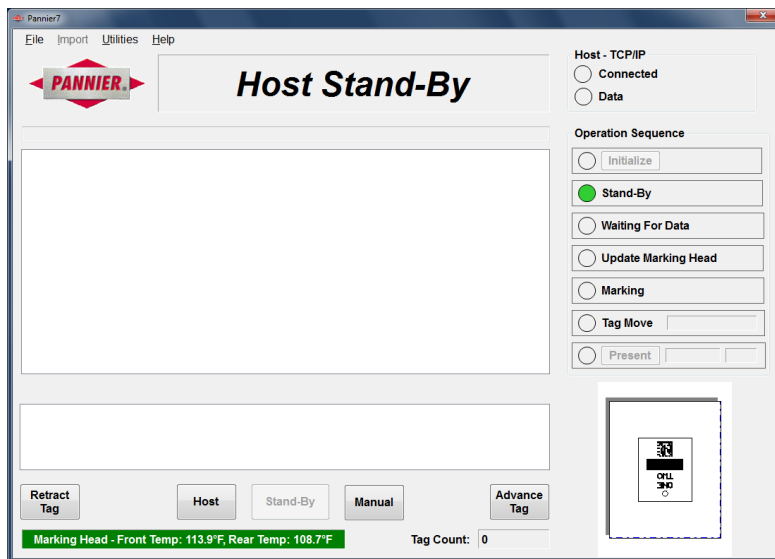 Pannier7
File Import Utilities Help
PANNIER®
Host Stand-By
Host - TCP/IP
Connected
Data
Operation Sequence
Initialize
Stand-By
Waiting For Data
Update Marking Head
Marking
Tag Move
Present
ONE
TWO
Retract
Tag
Host
Stand-By
Manual
Advance
Tag
Marking Head - Front Temp: 113.9°F, Rear Temp: 108.7°F
Tag Count: 0